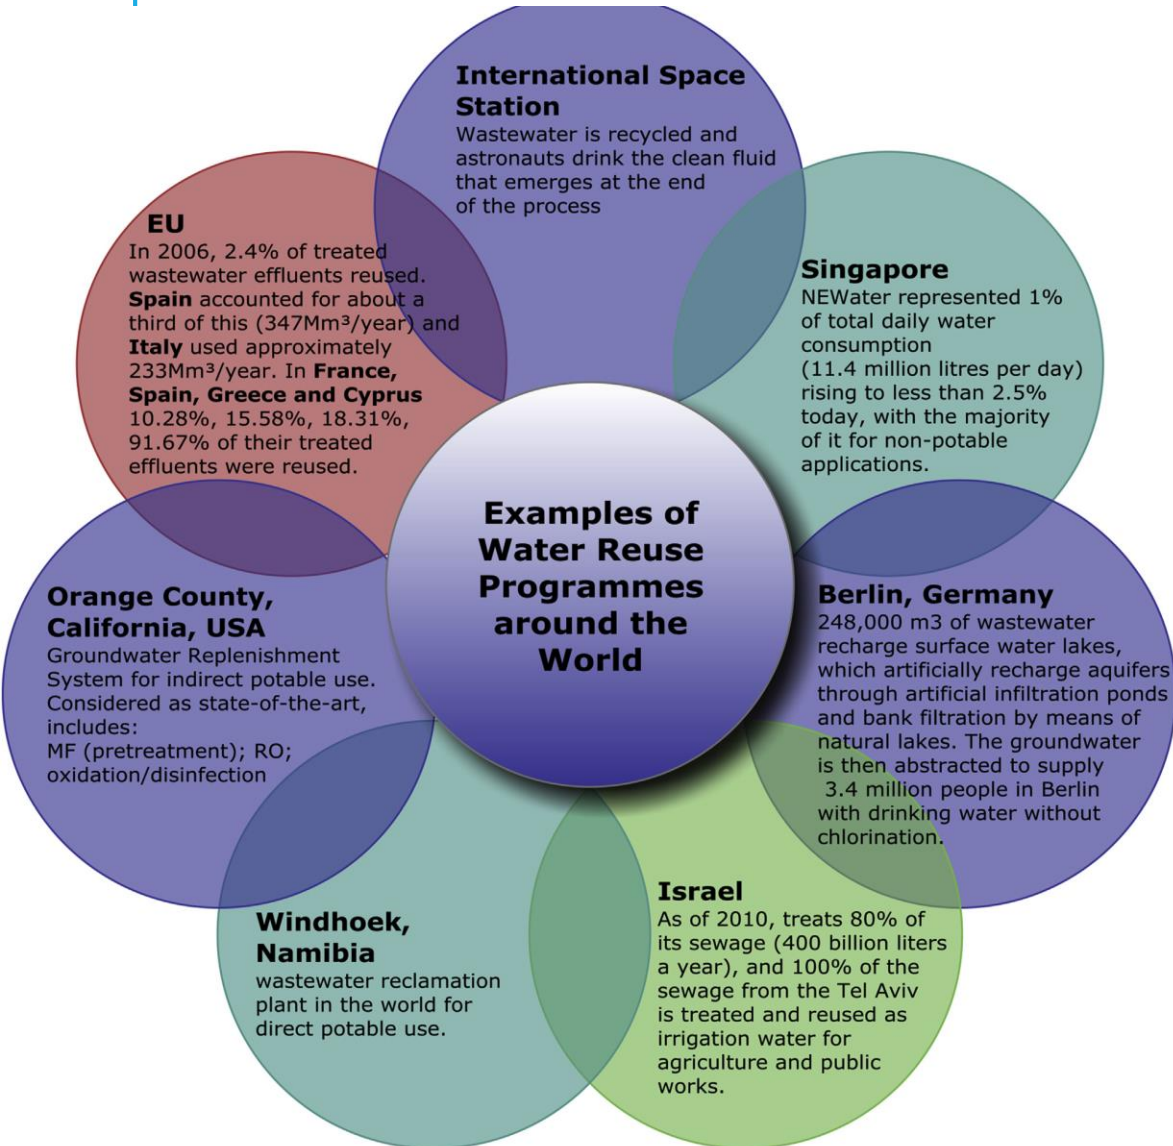 International Space
Station
Wastewater is recycled and
astronauts drink the clean fluid
that emerges at the end
of the process
EU
In 2006, 2.4% of treated
wastewater effluents reused.
Spain accounted for about a
third of this (347Mm³/year) and
Italy used approximately
233Mm³/year. In France,
Spain, Greece and Cyprus
10.28%, 15.58%, 18.31%,
91.67% of their treated
effluents were reused.
Singapore
NEWater represented 1%
of total daily water
consumption
(11.4 million litres per day)
rising to less than 2.5%
today, with the majority
of it for non-potable
applications.
Examples of
Water Reuse
Programmes
around the
World
Orange County,
California, USA
Groundwater Replenishment
System for indirect potable use.
Considered as state-of-the-art,
includes:
MF (pretreatment); RO;
oxidation/disinfection
Berlin, Germany
248,000 m3 of wastewater
recharge surface water lakes,
which artificially recharge aquifers
through artificial infiltration ponds
and bank filtration by means of
natural lakes. The groundwater
is then abstracted to supply
3.4 million people in Berlin
with drinking water without
chlorination.
Windhoek,
Namibia
wastewater reclamation
plant in the world for
direct potable use.
Israel
As of 2010, treats 80% of
its sewage (400 billion liters
a year), and 100% of the
sewage from the Tel Aviv
is treated and reused as
irrigation water for
agriculture and public
works.